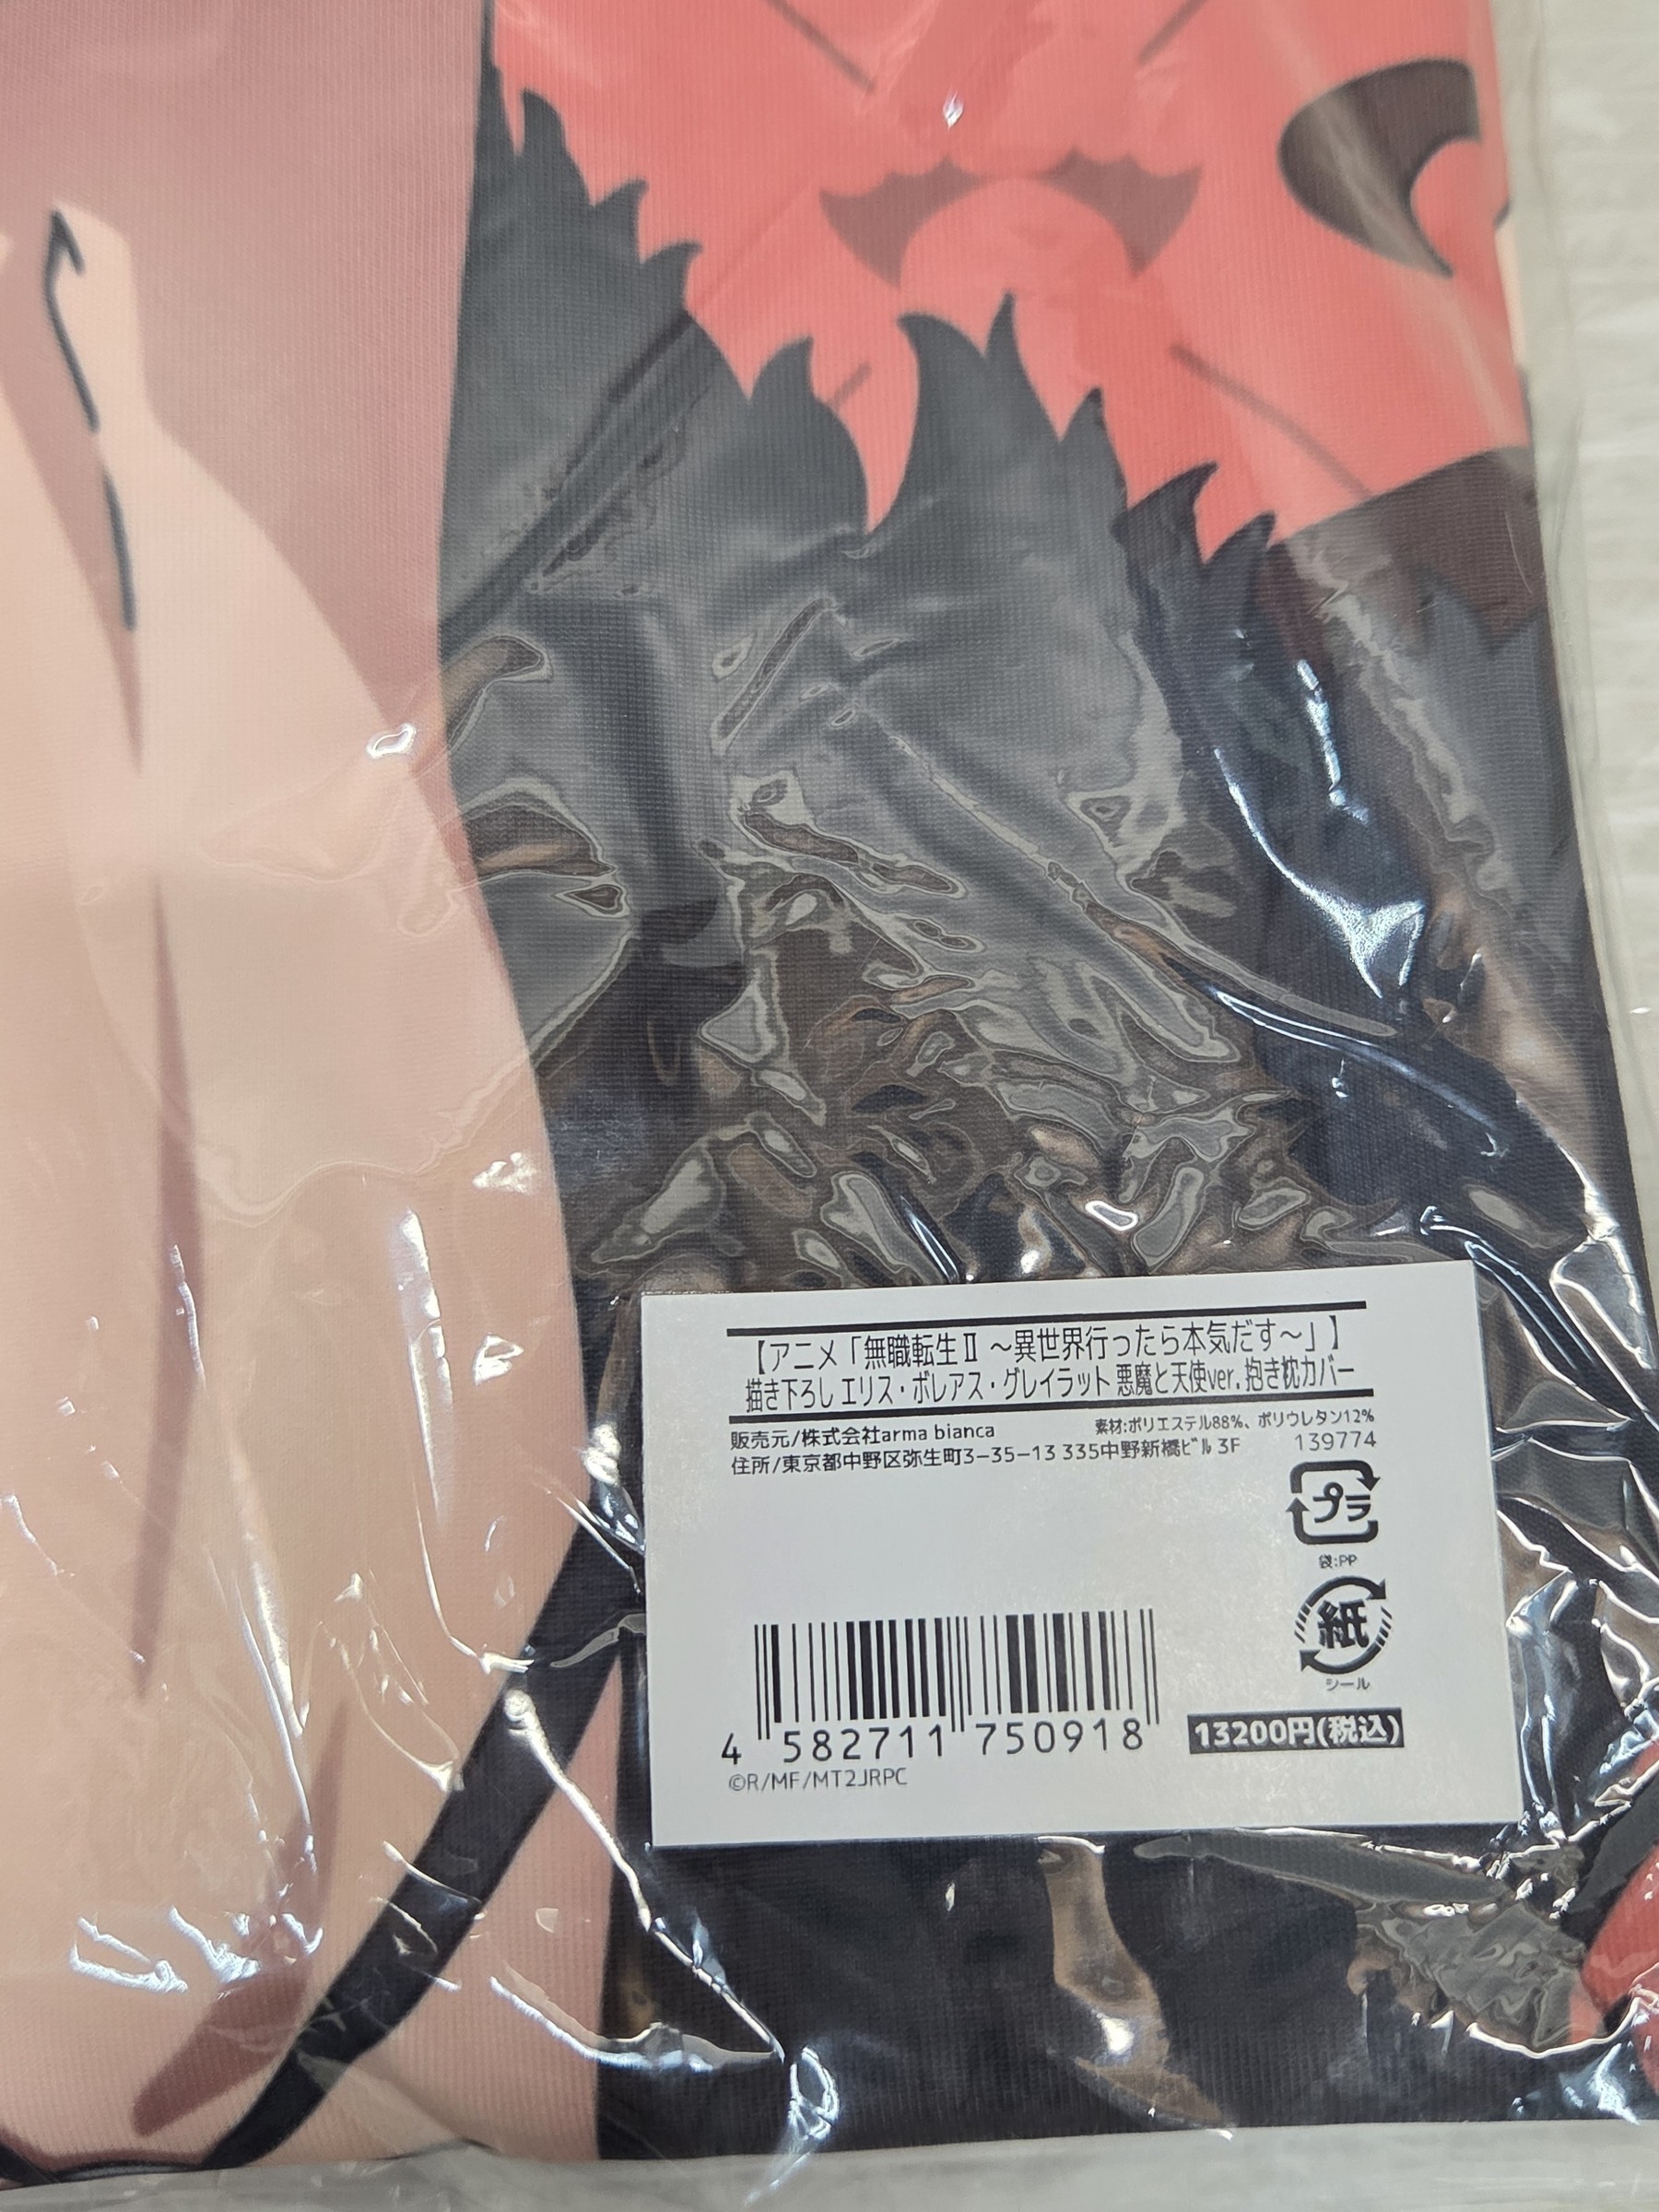 【アニメ「無職転生Ⅱ ～異世界行ったら本気だす～」】
描き下ろし エリス・ボレアス・グレイラット 悪魔と天使ver. 抱き枕カバー
販売元/株式会社arma bianca 素材:ポリエステル88%、ポリウレタン12%
住所/東京都中野区弥生町3−35−13 335中野新橋ﾋﾞﾙ 3F 139774
プラ
袋:PP
紙
シール
4 582711 750918 13200円(税込)
©R/MF/MT2JRPC